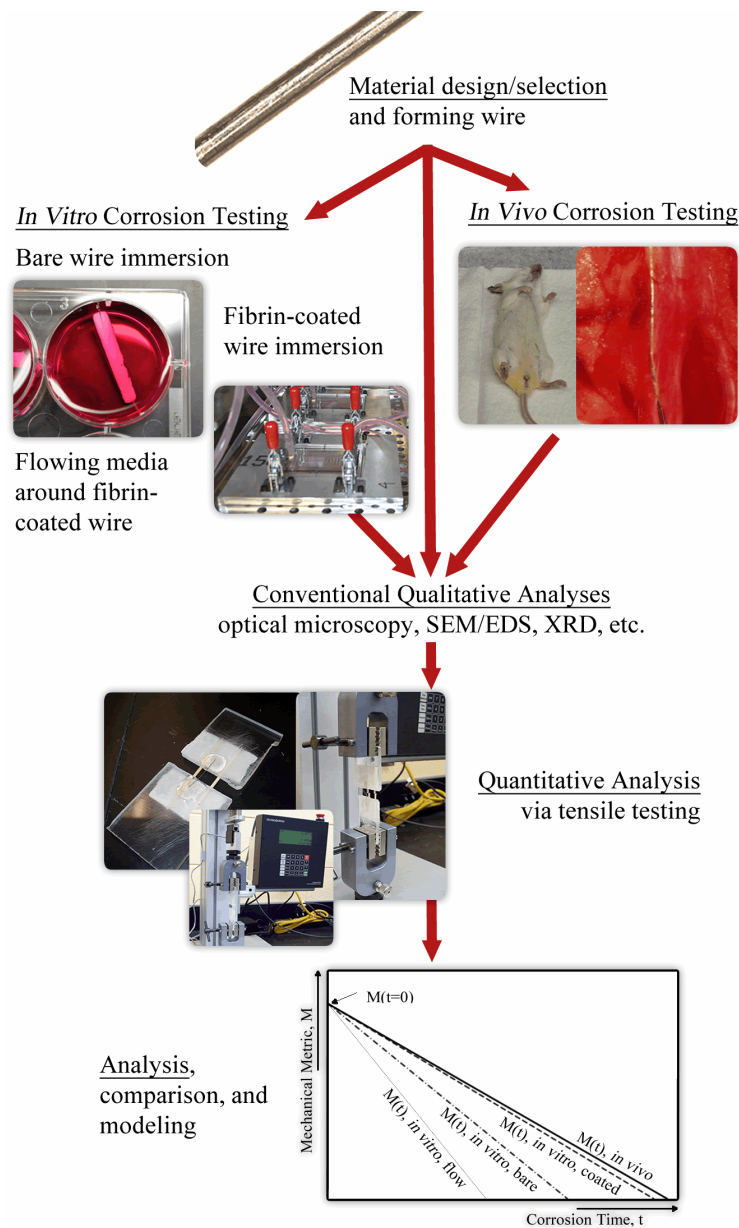 Material design/selection
and forming wire
In Vitro Corrosion Testing
In Vivo Corrosion Testing
Bare wire immersion
Fibrin-coated
wire immersion
Flowing media
around fibrin-
coated wire
Conventional Qualitative Analyses
optical microscopy, SEM/EDS, XRD, etc.
Quantitative Analysis
via tensile testing
Analysis,
comparison, and
modeling
Mechanical Metric, M
M(t=0)
M(t), in vitro, flow
M(t), in vitro, bare
M(t), in vitro, coated
M(t), in vivo
Corrosion Time, t